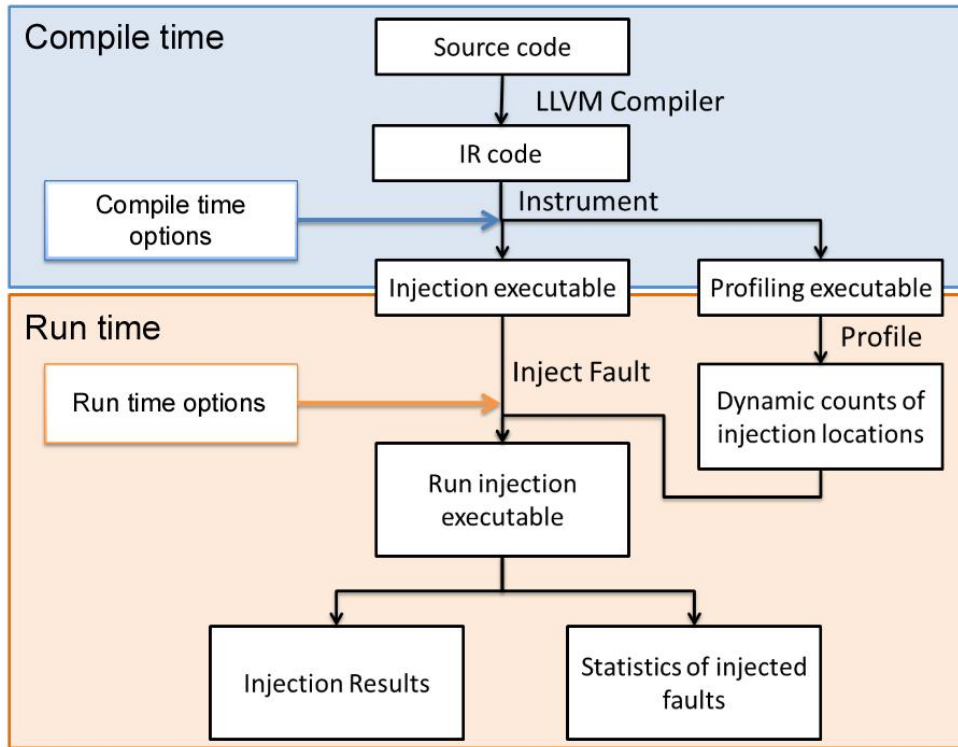 Compile time
Source code
LLVM Compiler
IR code
Instrument
Compile time
options
Injection executable
Profiling executable
Run time
Profile
Inject Fault
Run time options
Dynamic counts of
injection locations
Run injection
executable
Injection Results
Statistics of injected
faults